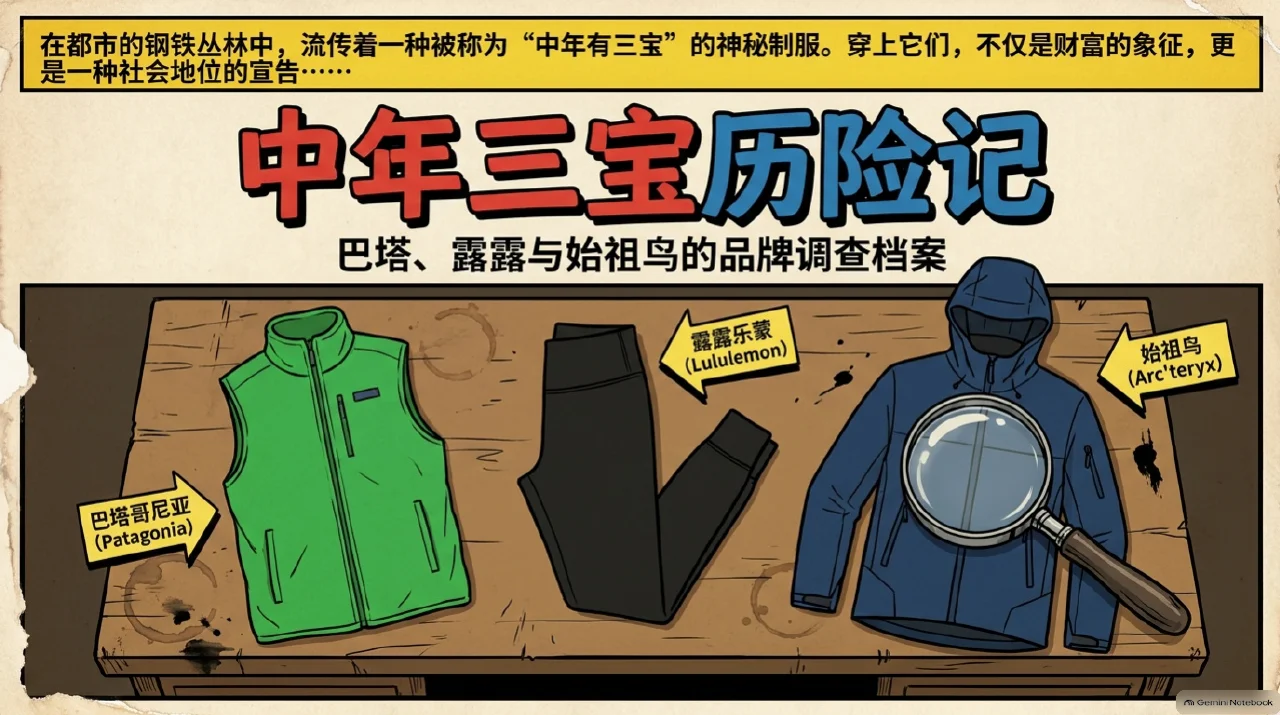 在都市的钢铁丛林中，流传着一种被称为“中年有三宝”的神秘制服。穿上它们，不仅是财富的象征，更
是一种社会地位的宣告……
中年三宝历险记
巴塔、露露与始祖鸟的品牌调查档案
露露乐蒙
(Lululemon)
始祖鸟
(Arc'teryx)
巴塔哥尼亚
(Patagonia)
Gemini Notebook